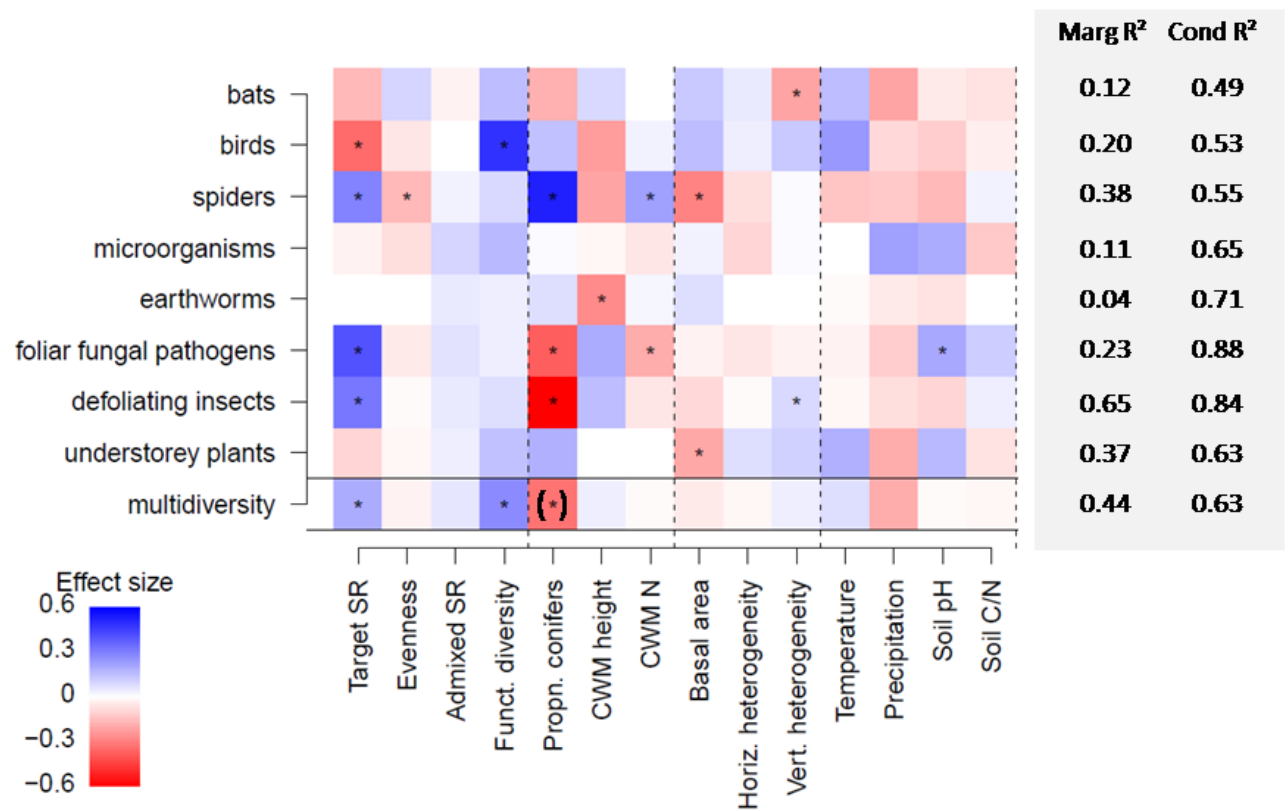 Marg R² Cond R²
bats * 0.12 0.49
birds * * 0.20 0.53
spiders * * * * * 0.38 0.55
microorganisms 0.11 0.65
earthworms * 0.04 0.71
foliar fungal pathogens * * * * 0.23 0.88
defoliating insects * * * 0.65 0.84
understorey plants * 0.37 0.63
multidiversity * * (*) 0.44 0.63
Target SR
Evenness
Admixed SR
Funct. diversity
Propn. conifers
CWM height
CWM N
Basal area
Horiz. heterogeneity
Vert. heterogeneity
Temperature
Precipitation
Soil pH
Soil C/N
Effect size
0.6
0.3
0
−0.3
−0.6